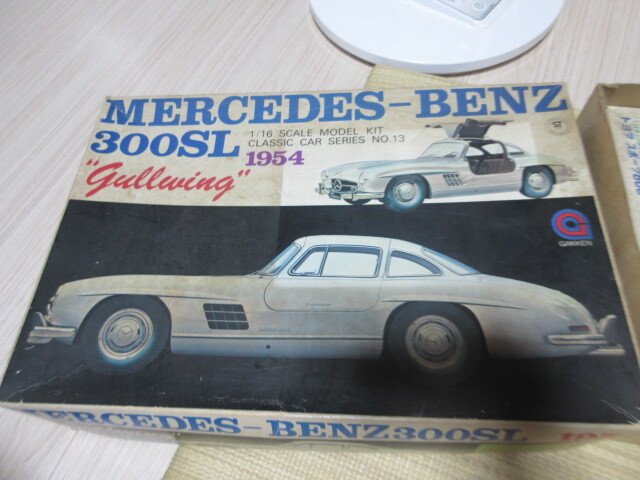 MERCEDES-BENZ
300SL
1/16 SCALE MODEL KIT
CLASSIC CAR SERIES NO.13
1954
"Gullwing"
GAKKEN
MERCEDES-BENZ300SL